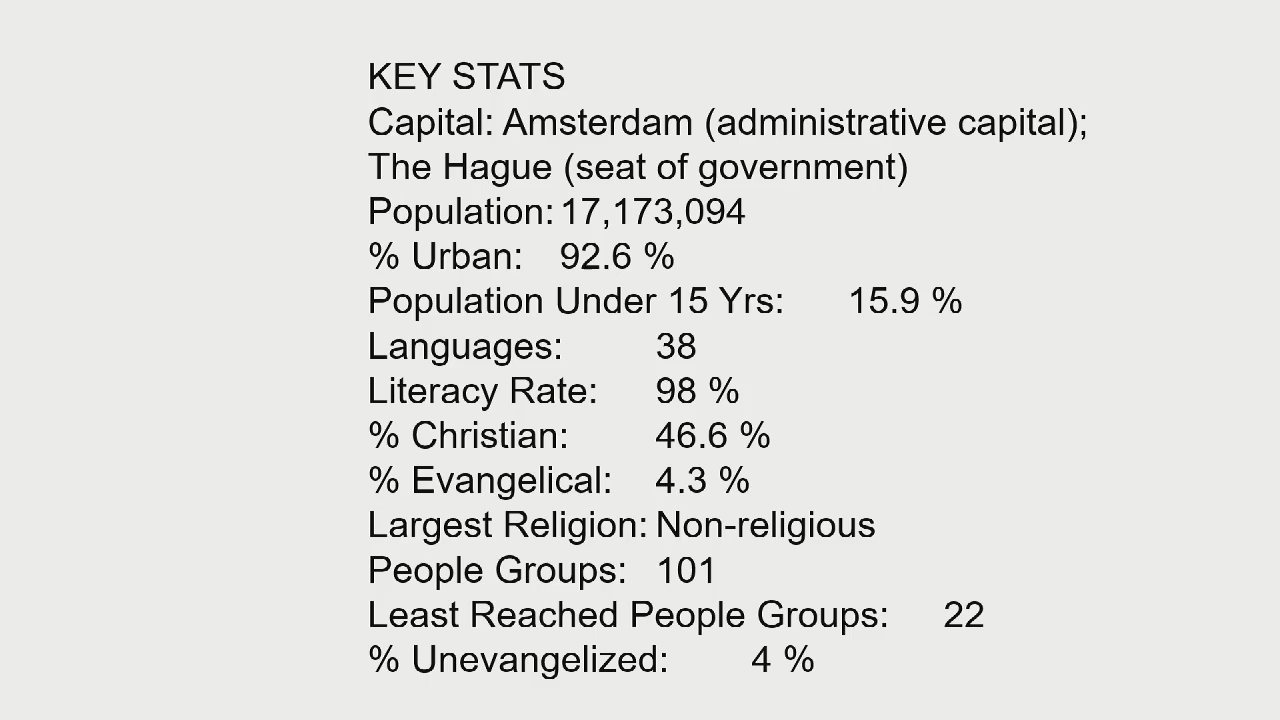 KEY STATS
Capital: Amsterdam (administrative capital);
The Hague (seat of government)
Population: 17,173,094
% Urban: 92.6 %
Population Under 15 Yrs: 15.9 %
Languages: 38
Literacy Rate: 98 %
% Christian: 46.6 %
% Evangelical: 4.3 %
Largest Religion: Non-religious
People Groups: 101
Least Reached People Groups: 22
% Unevangelized: 4 %